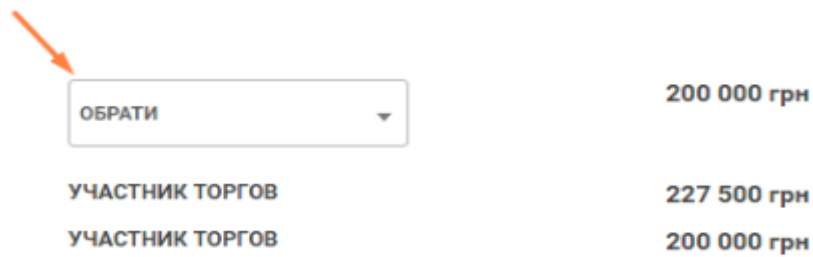 ОБРАТИ 200 000 грн
УЧАСТНИК ТОРГОВ 227 500 грн
УЧАСТНИК ТОРГОВ 200 000 грн